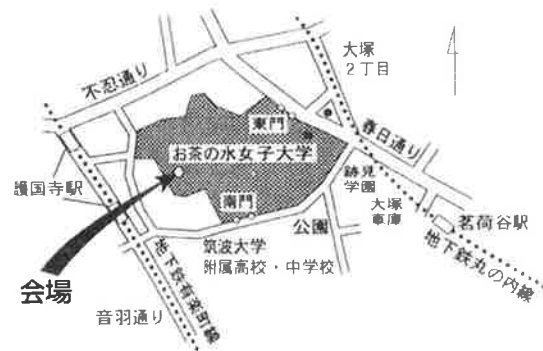 大塚
2丁目
不忍通り
東門
春日通り
お茶の水女子大学
護国寺駅
跡見
学園
大塚
車庫
南門
公園
茗荷谷駅
筑波大学
附属高校・中学校
地下鉄丸の内線
地下鉄有楽町線
会場
音羽通り